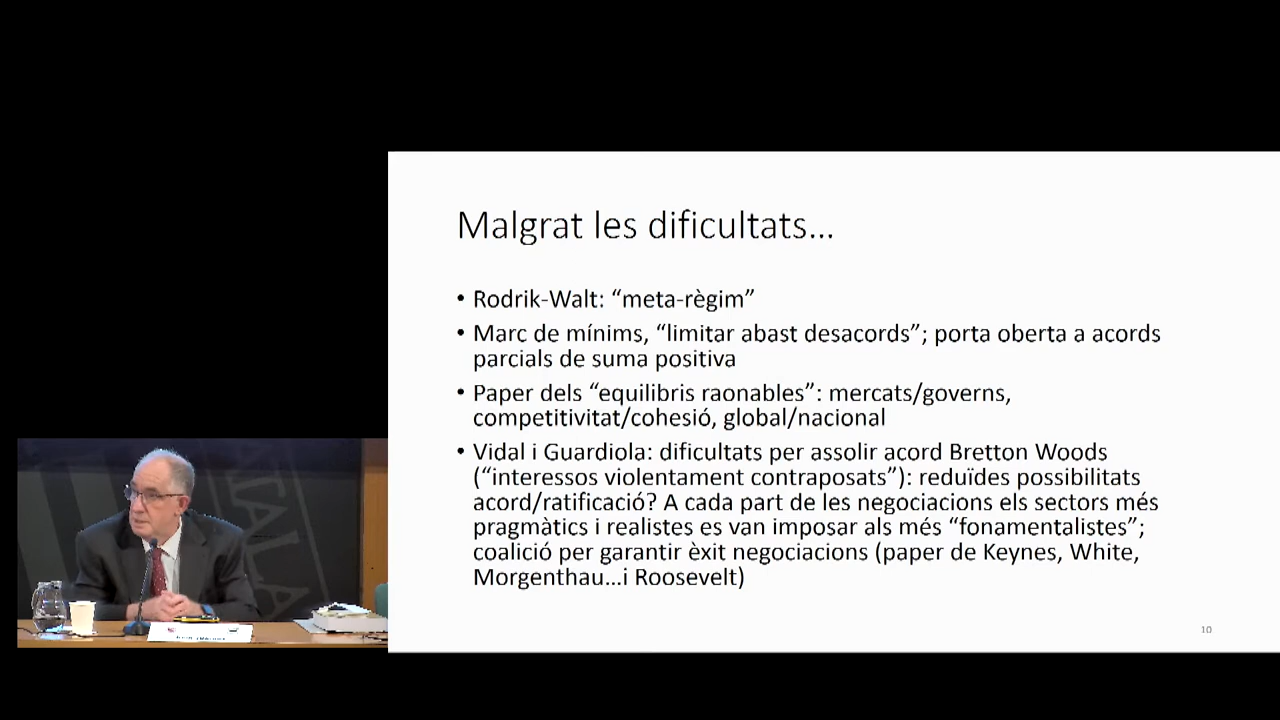 Malgrat les dificultats...
• Rodrik-Walt: “meta-règim”
• Marc de mínims, “limitar abast desacords”; porta oberta a acords
parcials de suma positiva
• Paper dels “equilibris raonables”: mercats/governs,
competitivitat/cohesió, global/nacional
• Vidal i Guardiola: dificultats per assolir acord Bretton Woods
(“interessos violentament contraposats”): reduïdes possibilitats
acord/ratificació? A cada part de les negociacions els sectors més
pragmàtics i realistes es van imposar als més “fonamentalistes”;
coalició per garantir èxit negociacions (paper de Keynes, White,
Morgenthau...i Roosevelt)
10